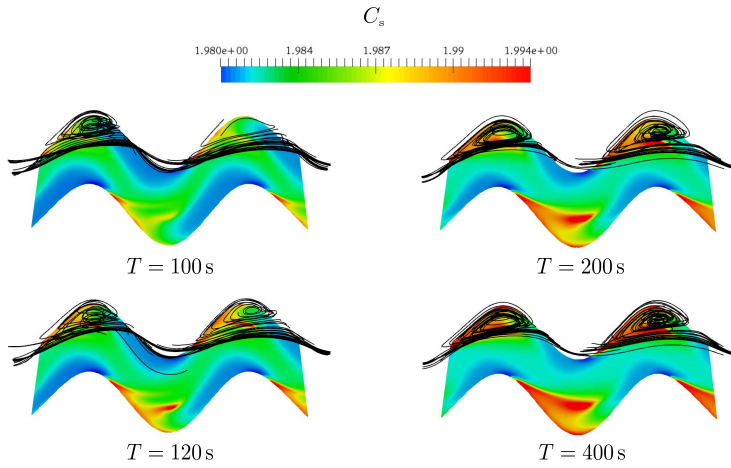 C_s
1.980e+00 1.984 1.987 1.99 1.994e+00
T = 100 s
T = 200 s
T = 120 s
T = 400 s